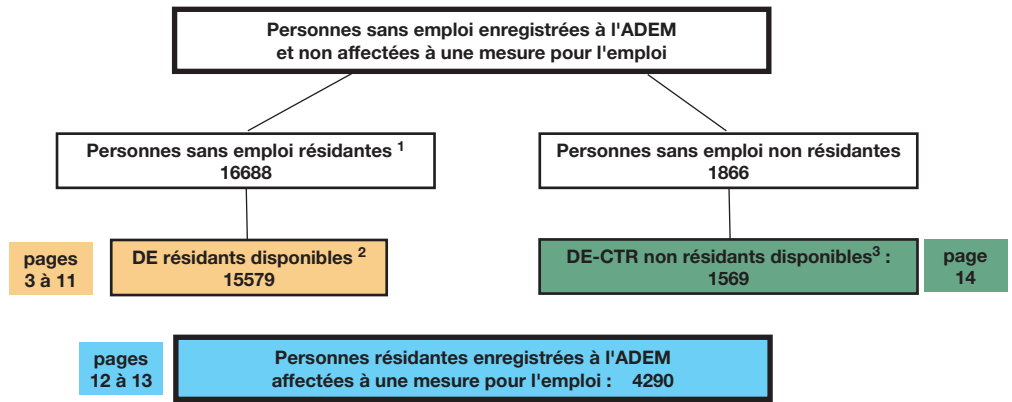 Personnes sans emploi enregistrées à l'ADEM
et non affectées à une mesure pour l'emploi
Personnes sans emploi résidantes 1
16688
Personnes sans emploi non résidantes
1866
pages
3 à 11
DE résidants disponibles 2
15579
DE-CTR non résidants disponibles3 :
1569
page
14
pages
12 à 13
Personnes résidantes enregistrées à l'ADEM
affectées à une mesure pour l'emploi : 4290